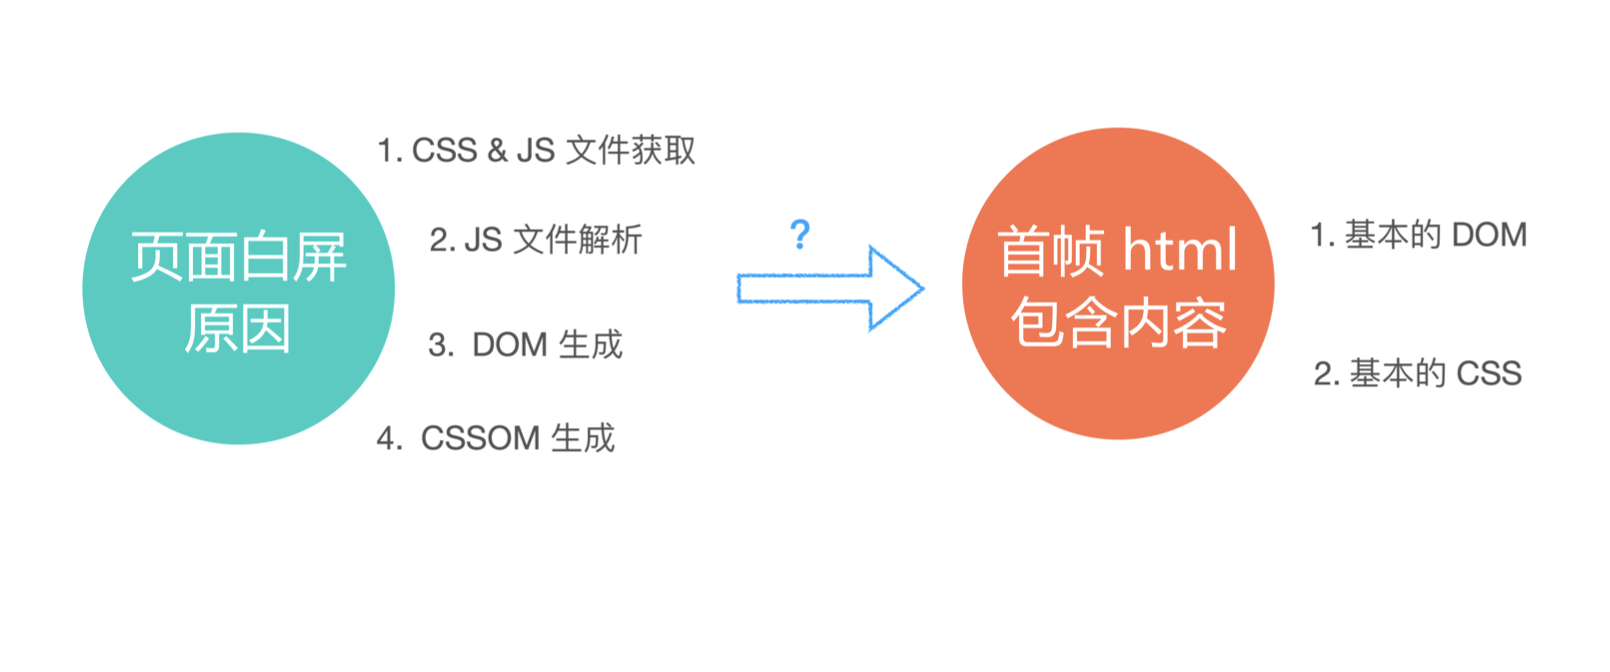 页面白屏
原因
1. CSS & JS 文件获取
2. JS 文件解析
3. DOM 生成
4. CSSOM 生成
?
首帧 html
包含内容
1. 基本的 DOM
2. 基本的 CSS